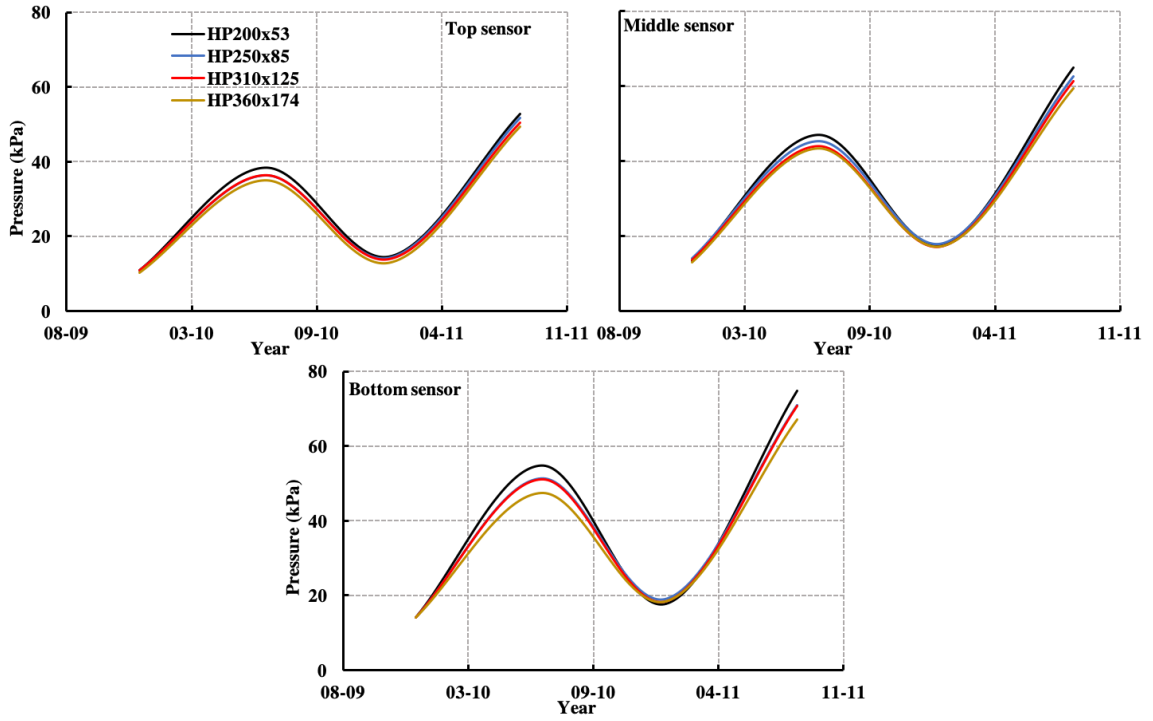 80
60
40
20
0
Pressure (kPa)
HP200x53
HP250x85
HP310x125
HP360x174
Top sensor
08-09 03-10 09-10 04-11 11-11
Year
Middle sensor
08-09 03-10 09-10 04-11 11-11
Year
80
60
40
20
0
Pressure (kPa)
Bottom sensor
08-09 03-10 09-10 04-11 11-11
Year